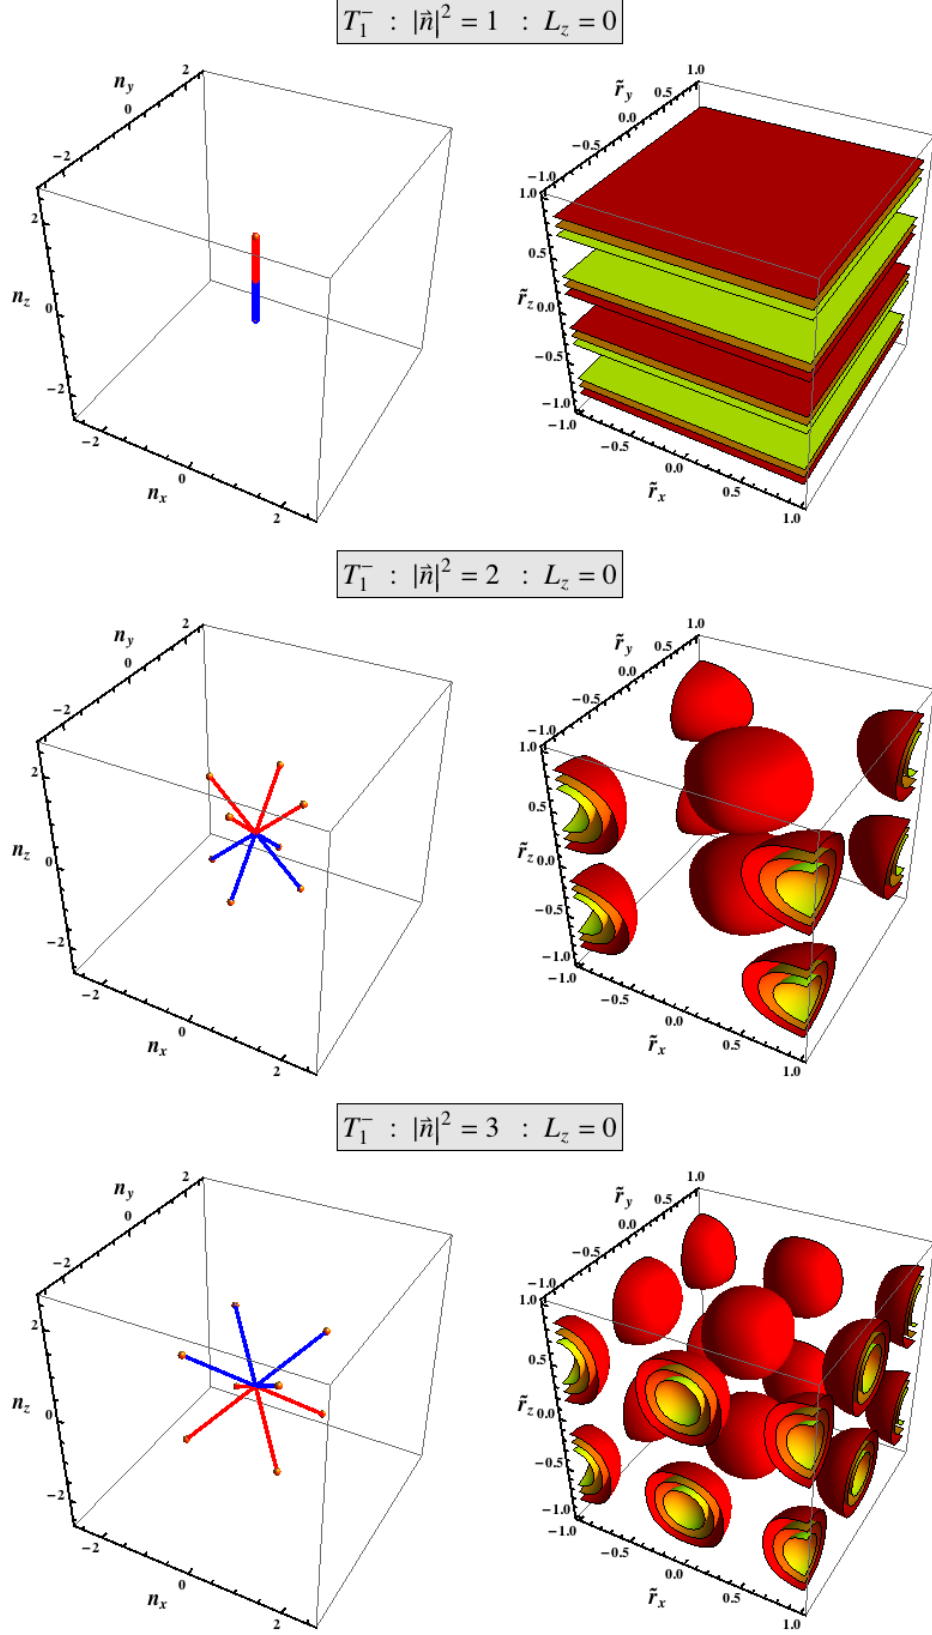 T₁⁻ : |n⃗|² = 1 : L_z = 0
n_y 2 0 −2
2 n_z 0 −2
−2 0 2 n_x
r̃_y 1.0 0.5 0.0 −0.5 −1.0
1.0 0.5 r̃_z 0.0 −0.5 −1.0
−1.0 −0.5 0.0 0.5 1.0 r̃_x
T₁⁻ : |n⃗|² = 2 : L_z = 0
n_y 2 0 −2
2 n_z 0 −2
−2 0 2 n_x
r̃_y 1.0 0.5 0.0 −0.5 −1.0
1.0 0.5 r̃_z 0.0 −0.5 −1.0
−1.0 −0.5 0.0 0.5 1.0 r̃_x
T₁⁻ : |n⃗|² = 3 : L_z = 0
n_y 2 0 −2
2 n_z 0 −2
−2 0 2 n_x
r̃_y 1.0 0.5 0.0 −0.5 −1.0
1.0 0.5 r̃_z 0.0 −0.5 −1.0
−1.0 −0.5 0.0 0.5 1.0 r̃_x